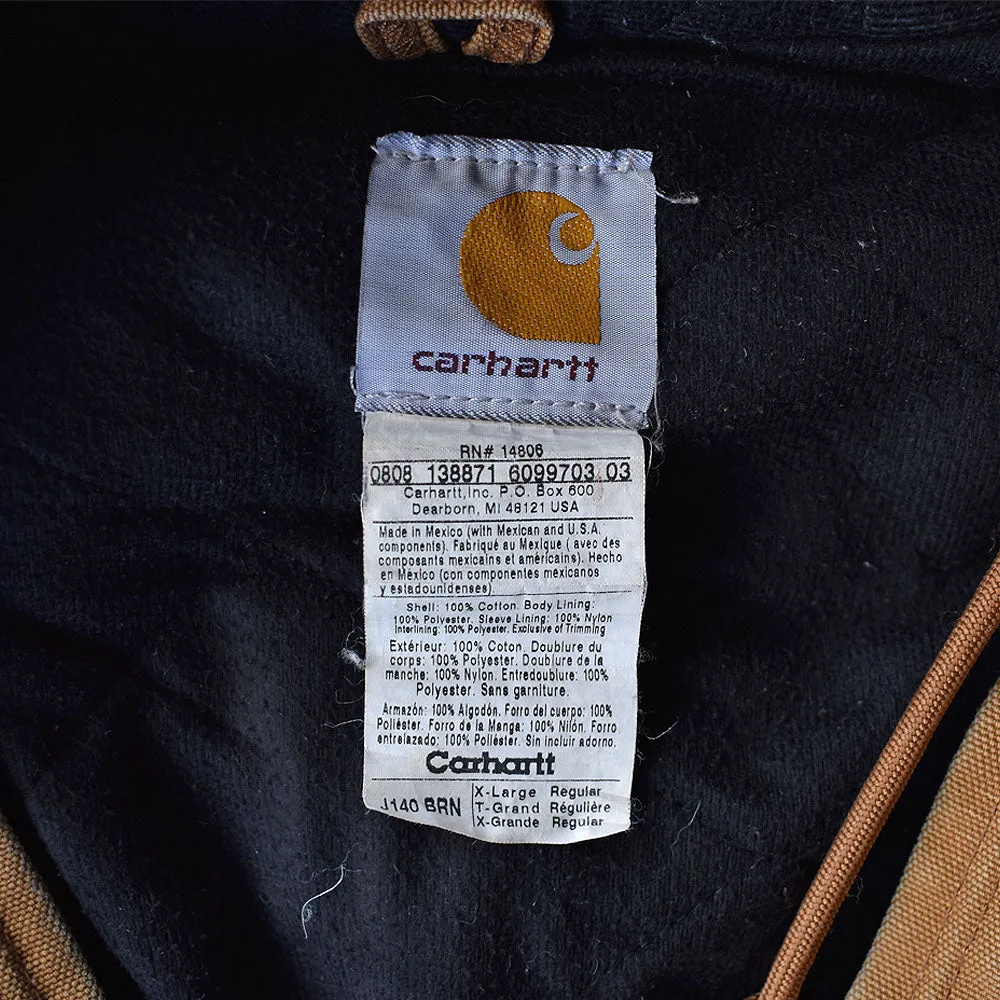 carhartt
RN# 14806
0808 138871 6099703 03
Carhartt,Inc. P.O. Box 600
Dearborn, MI 48121 USA
Made in Mexico (with Mexican and U.S.A.
components). Fabriqué au Mexique ( avec des
composants mexicains et américains). Hecho
en México (con componentes mexicanos
y estadounidenses).
Shell: 100% Cotton. Body Lining:
100% Polyester. Sleeve Lining: 100% Nylon
Interlining: 100% Polyester. Exclusive of Trimming
Extérieur: 100% Coton. Doublure du
corps: 100% Polyester. Doublure de la
manche: 100% Nylon. Entredoublure: 100%
Polyester. Sans garniture.
Armazón: 100% Algodón. Forro del cuerpo: 100%
Poliéster. Forro de la Manga: 100% Nilón. Forro
entrelazado: 100% Poliéster. Sin incluir adorno.
Carhartt
J140 BRN
X-Large Regular
T-Grand Régulière
X-Grande Regular